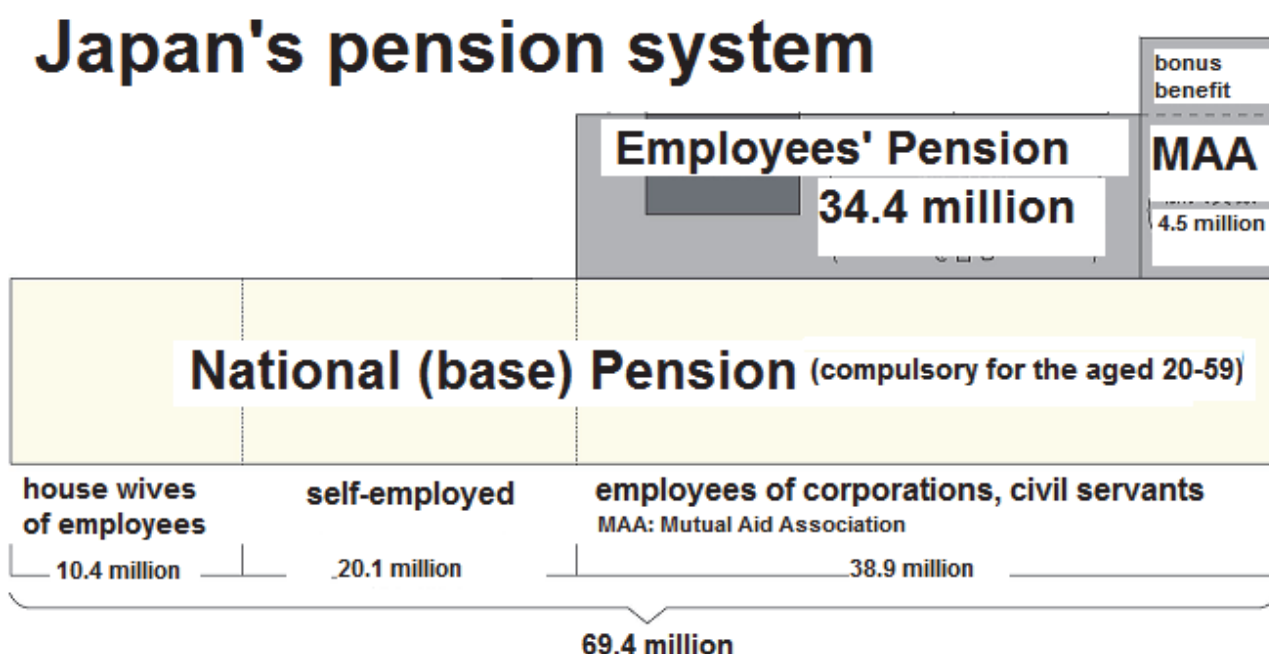 Japan's pension system
bonus
benefit
Employees' Pension
34.4 million
MAA
4.5 million
National (base) Pension (compulsory for the aged 20-59)
house wives
of employees
self-employed
employees of corporations, civil servants
MAA: Mutual Aid Association
10.4 million
20.1 million
38.9 million
69.4 million